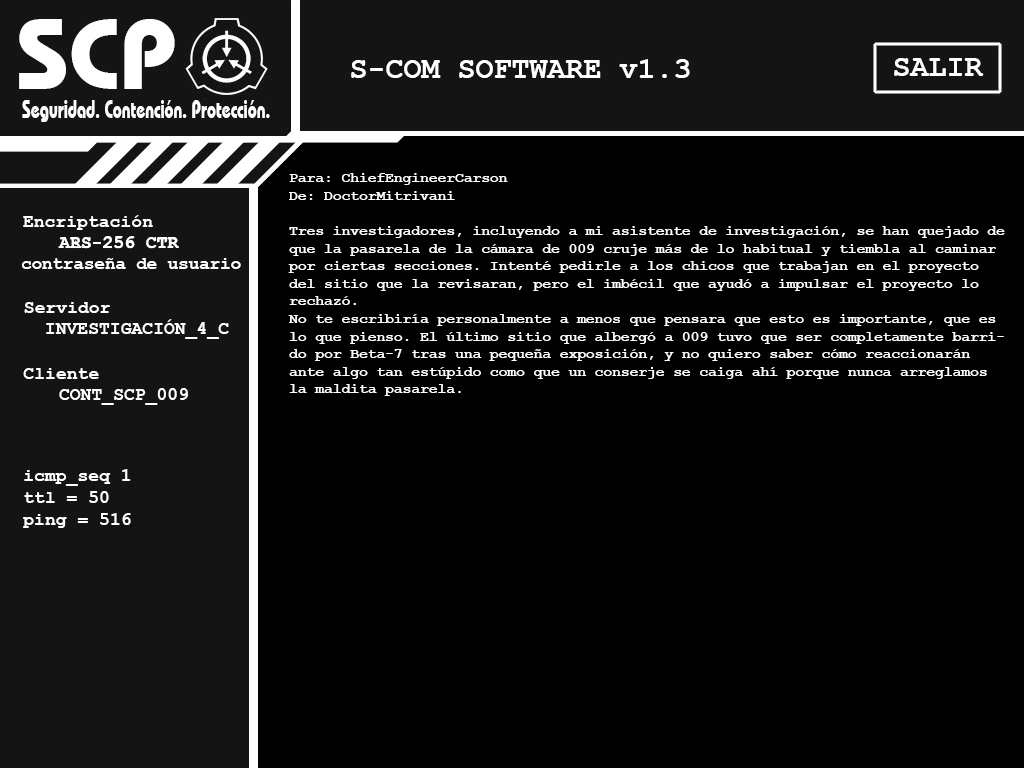 SCP
Seguridad. Contención. Protección.
S-COM SOFTWARE v1.3
SALIR
Encriptación
ARS-256 CTR
contraseña de usuario
Servidor
INVESTIGACIÓN_4_C
Cliente
CONT_SCP_009
icmp_seq 1
ttl = 50
ping = 516
Para: ChiefEngineerCarson
De: DoctorMitrivani
Tres investigadores, incluyendo a mi asistente de investigación, se han quejado de
que la pasarela de la cámara de 009 cruje más de lo habitual y tiembla al caminar
por ciertas secciones. Intenté pedirle a los chicos que trabajan en el proyecto
del sitio que la revisaran, pero el imbécil que ayudó a impulsar el proyecto lo
rechazó.
No te escribiría personalmente a menos que pensara que esto es importante, que es
lo que pienso. El último sitio que albergó a 009 tuvo que ser completamente barri-
do por Beta-7 tras una pequeña exposición, y no quiero saber cómo reaccionarán
ante algo tan estúpido como que un conserje se caiga ahí porque nunca arreglamos
la maldita pasarela.